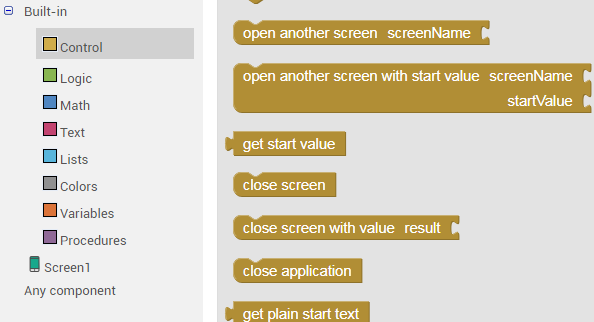 Built-in
Control
Logic
Math
Text
Lists
Colors
Variables
Procedures
Screen1
Any component
open another screen screenName
open another screen with start value screenName
startValue
get start value
close screen
close screen with value result
close application
get plain start text